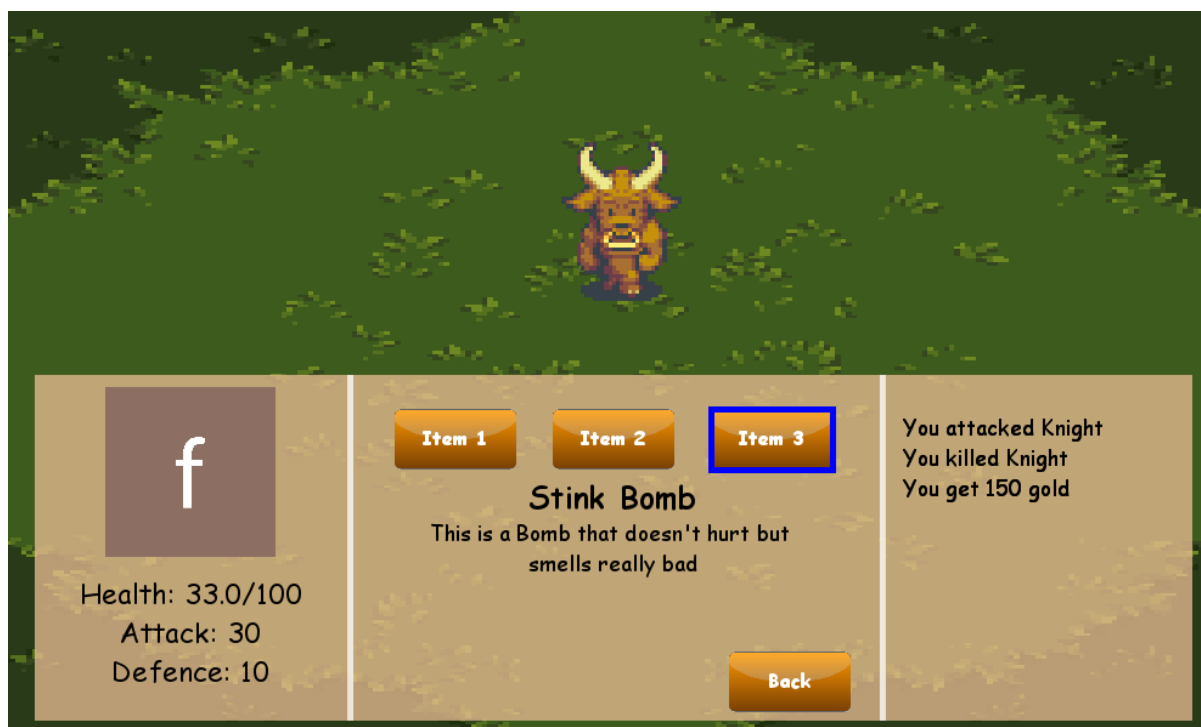 f
Health: 33.0/100
Attack: 30
Defence: 10
Item 1
Item 2
Item 3
Stink Bomb
This is a Bomb that doesn't hurt but
smells really bad
Back
You attacked Knight
You killed Knight
You get 150 gold